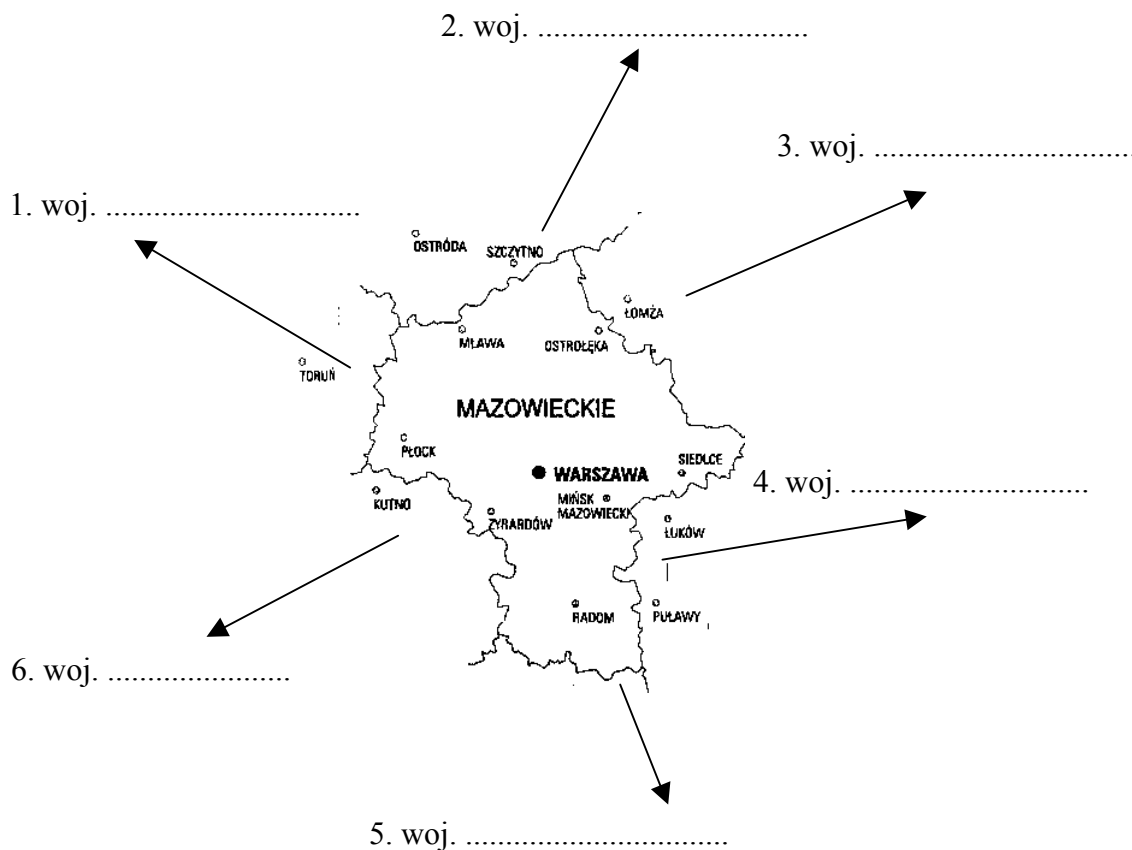 2. woj. ...............................
3. woj. ..............................
1. woj. .............................
OSTRÓDA
SZCZYTNO
ŁOMŻA
MŁAWA
OSTROŁĘKA
TORUŃ
MAZOWIECKIE
PŁOCK
WARSZAWA
SIEDLCE
4. woj. ...........................
KUTNO
MIŃSK
MAZOWIECKI
ŻYRARDÓW
ŁUKÓW
RADOM
PUŁAWY
6. woj. .....................
5. woj. ..............................